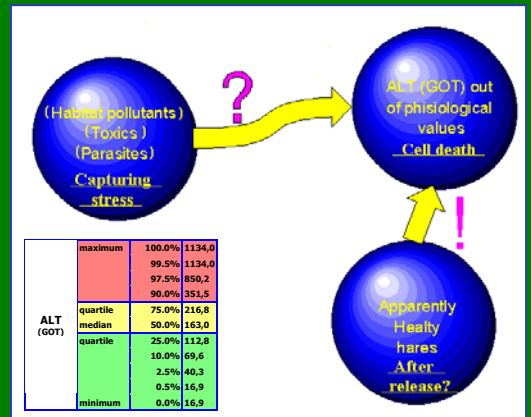 ?
(Habitat pollutants)
(Toxics )
(Parasites)
Capturing
stress
ALT (GOT) out
of phisiological
values
Cell death
!
Apparently
Healty
hares
After
release?
ALT
(GOT)
maximum 100.0% 1134,0
99.5% 1134,0
97.5% 850,2
90.0% 351,5
quartile 75.0% 216,8
median 50.0% 163,0
quartile 25.0% 112,8
10.0% 69,6
2.5% 40,3
0.5% 16,9
minimum 0.0% 16,9